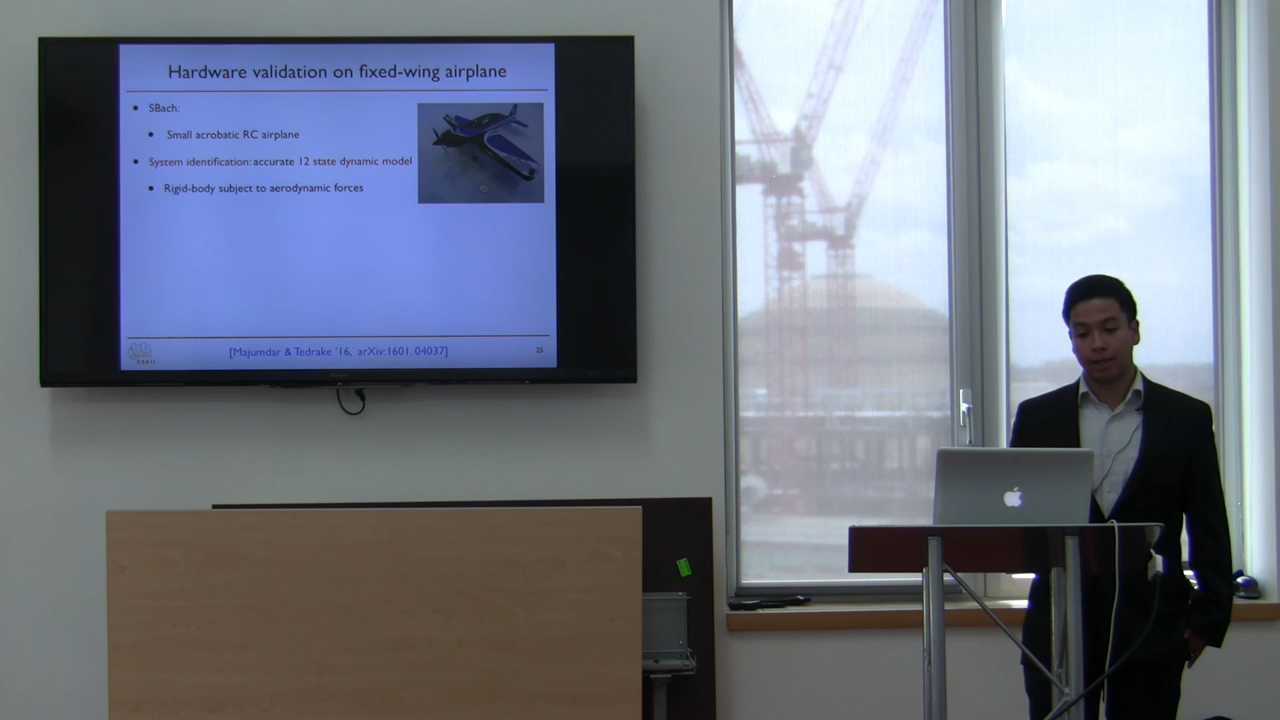 Hardware validation on fixed-wing airplane
SBach:
Small acrobatic RC airplane
System identification: accurate 12 state dynamic model
Rigid-body subject to aerodynamic forces
[Majumdar & Tedrake '16, arXiv:1601.04037]
25